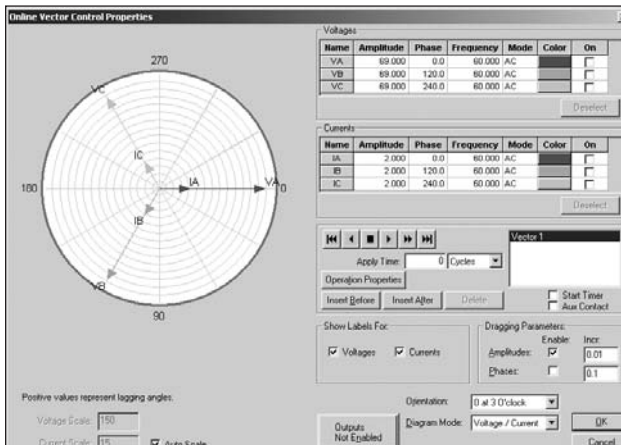 Online Vector Control Properties
270
VC
IC
180
IA
VA
0
IB
VB
90
Positive values represent lagging angles.
Voltage Scale: 150
Current Scale: 15
Auto Scale
Voltages
Name Amplitude Phase Frequency Mode Color On
VA 69.000 0.0 60.000 AC
VB 69.000 120.0 60.000 AC
VC 69.000 240.0 60.000 AC
Deselect
Currents
Name Amplitude Phase Frequency Mode Color On
IA 2.000 0.0 60.000 AC
IB 2.000 120.0 60.000 AC
IC 2.000 240.0 60.000 AC
Deselect
Vector 1
Apply Time: 0 Cycles
Operation Properties
Insert Before Insert After Delete
Start Timer
Aux Contact
Show Labels For:
Voltages Currents
Dragging Parameters:
Enable: Incr:
Amplitudes: 0.01
Phases: 0.1
Orientation: 0 at 3 O'clock
Outputs
Not Enabled
Diagram Mode: Voltage / Current
OK
Cancel